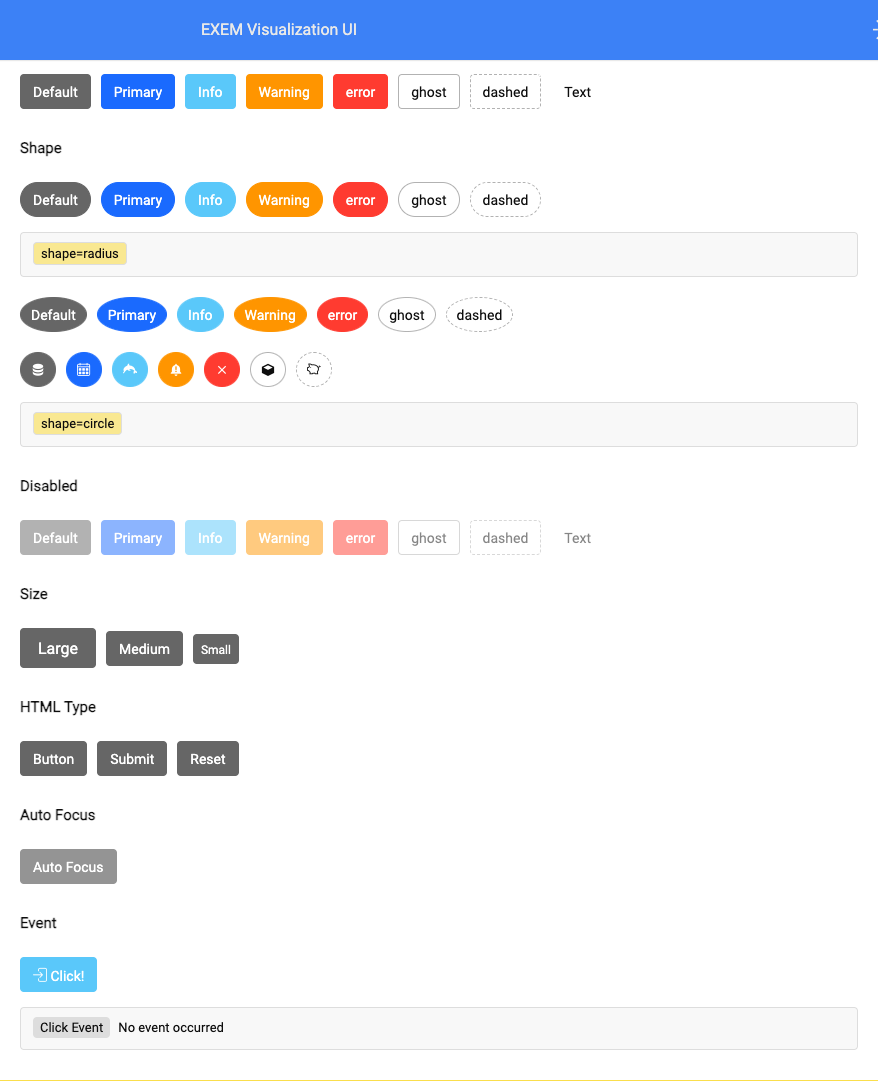 EXEM Visualization UI
Default Primary Info Warning error ghost dashed Text
Shape
Default Primary Info Warning error ghost dashed
shape=radius
Default Primary Info Warning error ghost dashed
shape=circle
Disabled
Default Primary Info Warning error ghost dashed Text
Size
Large Medium Small
HTML Type
Button Submit Reset
Auto Focus
Auto Focus
Event
Click!
Click Event No event occurred